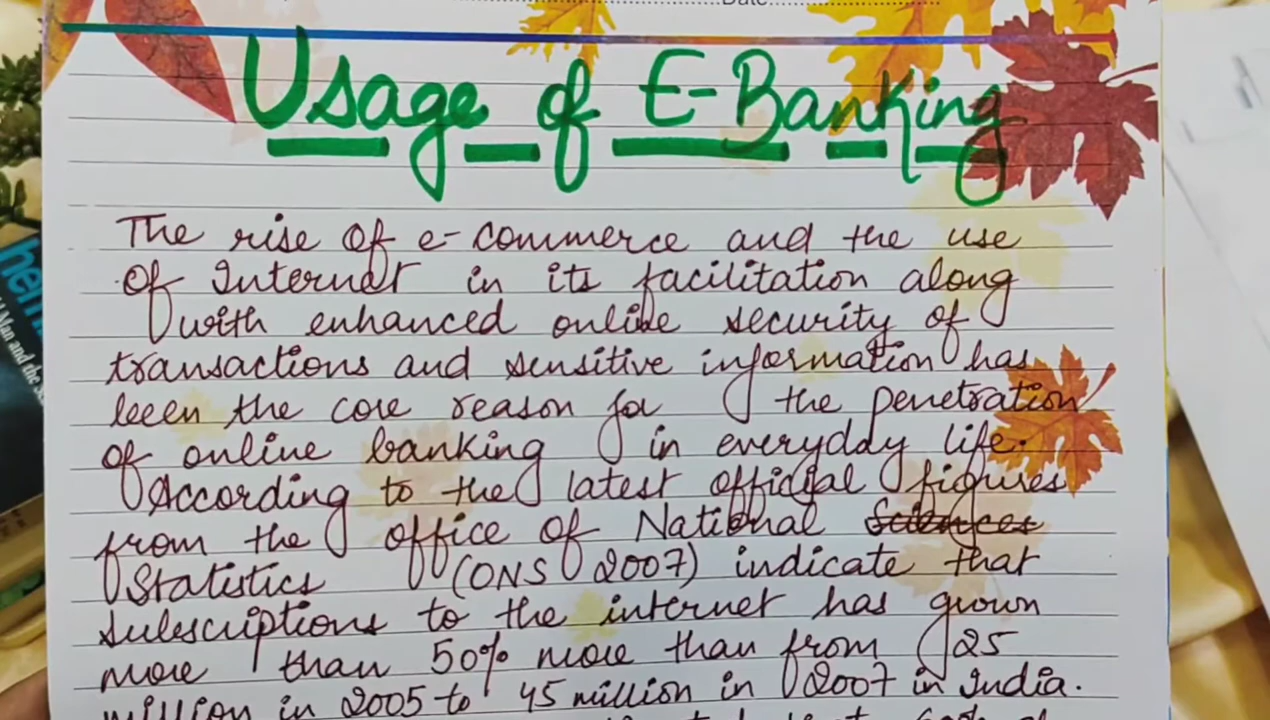 Date
Usage of E-Banking
The rise of e-commerce and the use
of Internet in its facilitation along
with enhanced online security of
transactions and sensitive information has
been the core reason for the penetration
of online banking in everyday life.
According to the latest official figures
from the office of National Sciences
Statistics (ONS 2007) indicate that
subscriptions to the internet has grown
more than 50% more than from 25
million in 2005 to 45 million in 2007 in India.
Man and the